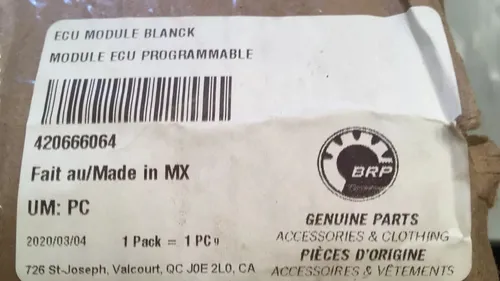 ECU MODULE BLANCK
MODULE ECU PROGRAMMABLE
420666064
Fait au/Made in MX
UM: PC
2020/03/04 1 Pack = 1 PC
726 St-Joseph, Valcourt, QC J0E 2L0, CA
BRP
GENUINE PARTS
ACCESSORIES & CLOTHING
PIÈCES D'ORIGINE
ACCESSOIRES & VÊTEMENTS